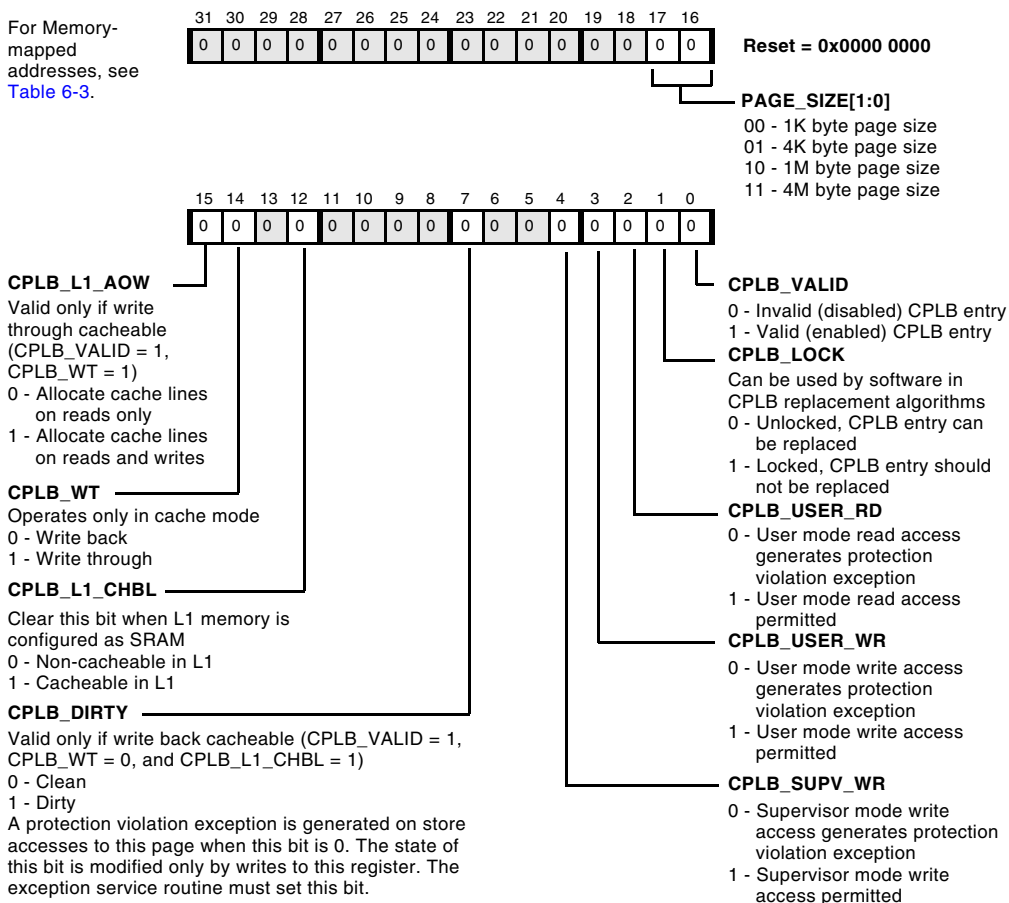 For Memory-
mapped
addresses, see
Table 6-3.
31 30 29 28 27 26 25 24 23 22 21 20 19 18 17 16
0 0 0 0 0 0 0 0 0 0 0 0 0 0 0 0
Reset = 0x0000 0000
PAGE_SIZE[1:0]
00 - 1K byte page size
01 - 4K byte page size
10 - 1M byte page size
11 - 4M byte page size
15 14 13 12 11 10 9 8 7 6 5 4 3 2 1 0
0 0 0 0 0 0 0 0 0 0 0 0 0 0 0 0
CPLB_L1_AOW
Valid only if write
through cacheable
(CPLB_VALID = 1,
CPLB_WT = 1)
0 - Allocate cache lines
on reads only
1 - Allocate cache lines
on reads and writes
CPLB_WT
Operates only in cache mode
0 - Write back
1 - Write through
CPLB_L1_CHBL
Clear this bit when L1 memory is
configured as SRAM
0 - Non-cacheable in L1
1 - Cacheable in L1
CPLB_DIRTY
Valid only if write back cacheable (CPLB_VALID = 1,
CPLB_WT = 0, and CPLB_L1_CHBL = 1)
0 - Clean
1 - Dirty
A protection violation exception is generated on store
accesses to this page when this bit is 0. The state of
this bit is modified only by writes to this register. The
exception service routine must set this bit.
CPLB_VALID
0 - Invalid (disabled) CPLB entry
1 - Valid (enabled) CPLB entry
CPLB_LOCK
Can be used by software in
CPLB replacement algorithms
0 - Unlocked, CPLB entry can
be replaced
1 - Locked, CPLB entry should
not be replaced
CPLB_USER_RD
0 - User mode read access
generates protection
violation exception
1 - User mode read access
permitted
CPLB_USER_WR
0 - User mode write access
generates protection
violation exception
1 - User mode write access
permitted
CPLB_SUPV_WR
0 - Supervisor mode write
access generates protection
violation exception
1 - Supervisor mode write
access permitted